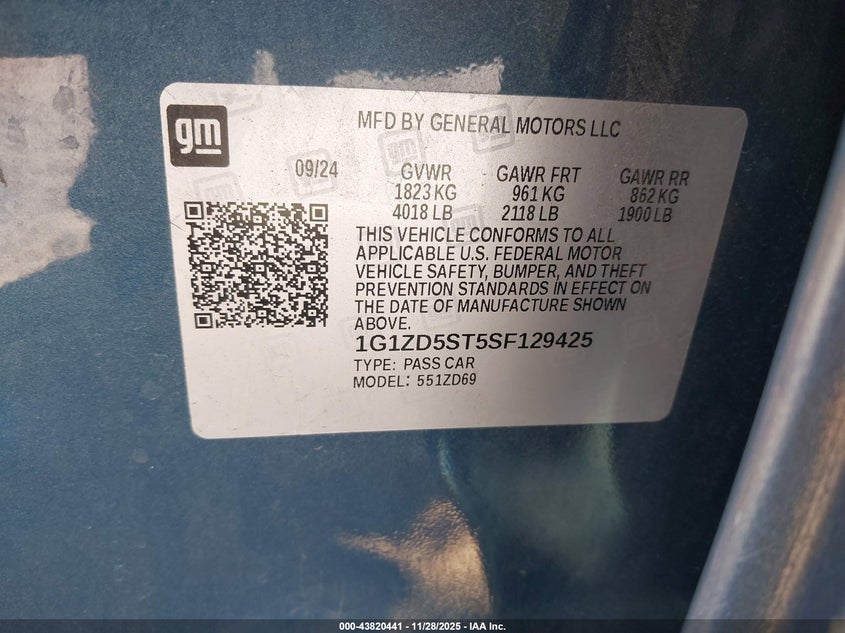 gm
MFD BY GENERAL MOTORS LLC
09/24 GVWR GAWR FRT GAWR RR
1823 KG 961 KG 862 KG
4018 LB 2118 LB 1900 LB
THIS VEHICLE CONFORMS TO ALL
APPLICABLE U.S. FEDERAL MOTOR
VEHICLE SAFETY, BUMPER, AND THEFT
PREVENTION STANDARDS IN EFFECT ON
THE DATE OF MANUFACTURE SHOWN
ABOVE.
1G1ZD5ST5SF129425
TYPE: PASS CAR
MODEL: 551ZD69
000-43820441 - 11/28/2025 - IAA Inc.